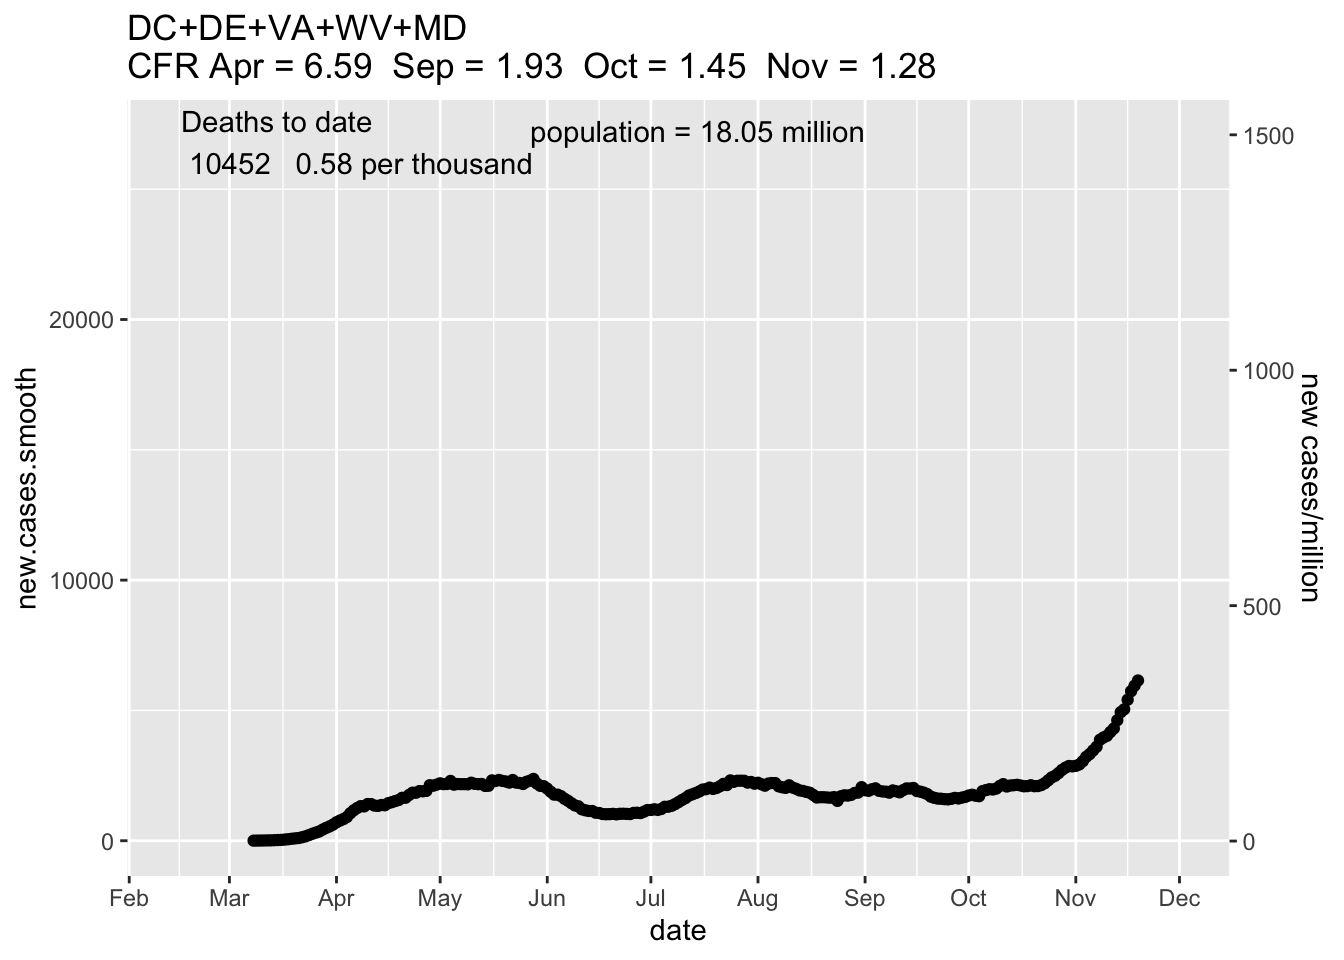 DC+DE+VA+WV+MD
CFR Apr = 6.59  Sep = 1.93  Oct = 1.45  Nov = 1.28
Deaths to date
population = 18.05 million
10452   0.58 per thousand
new.cases.smooth
20000
10000
0
1500
1000
500
0
new cases/million
Feb Mar Apr May Jun Jul Aug Sep Oct Nov Dec
date